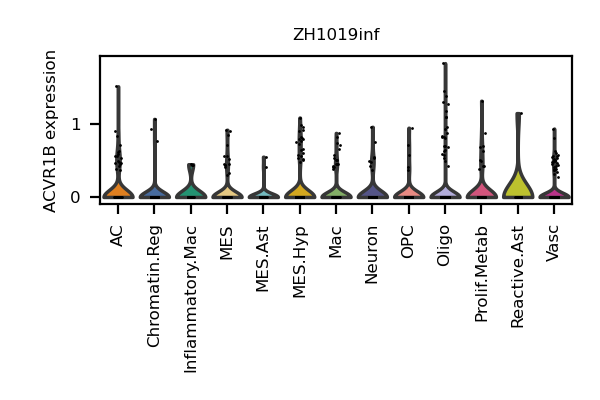 ZH1019inf
ACVR1B expression
1
0
AC
Chromatin.Reg
Inflammatory.Mac
MES
MES.Ast
MES.Hyp
Mac
Neuron
OPC
Oligo
Prolif.Metab
Reactive.Ast
Vasc